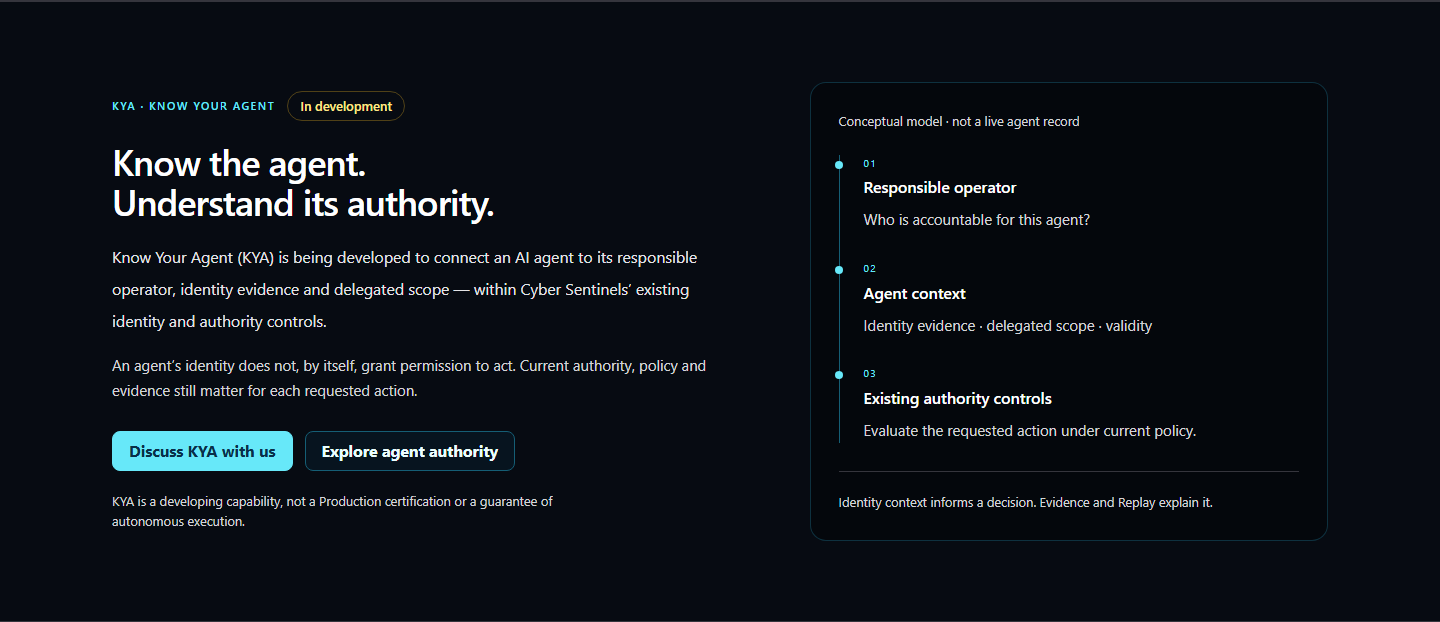 KYA · KNOW YOUR AGENT
In development
Know the agent.
Understand its authority.
Know Your Agent (KYA) is being developed to connect an AI agent to its responsible
operator, identity evidence and delegated scope — within Cyber Sentinels’ existing
identity and authority controls.
An agent’s identity does not, by itself, grant permission to act. Current authority, policy and
evidence still matter for each requested action.
Discuss KYA with us
Explore agent authority
KYA is a developing capability, not a Production certification or a guarantee of
autonomous execution.
Conceptual model · not a live agent record
01
Responsible operator
Who is accountable for this agent?
02
Agent context
Identity evidence · delegated scope · validity
03
Existing authority controls
Evaluate the requested action under current policy.
Identity context informs a decision. Evidence and Replay explain it.